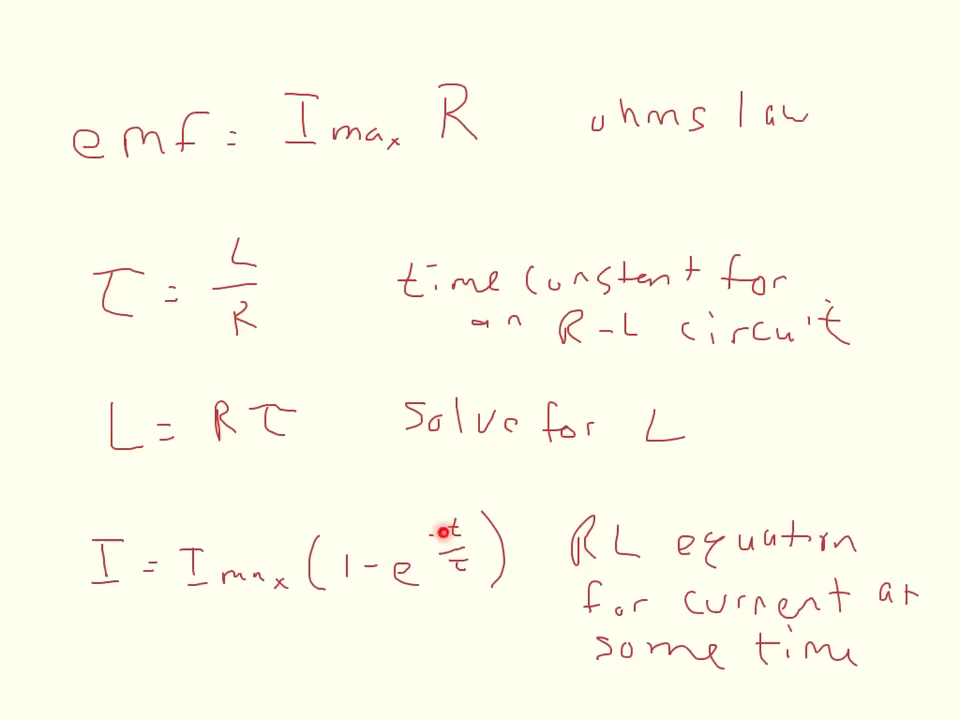 emf = Imax R ohms law
τ = L/R time constant for
an R-L circuit
L = R τ Solve for L
I = Imax (1 - e^-t/τ) RL equation
for current at
some time